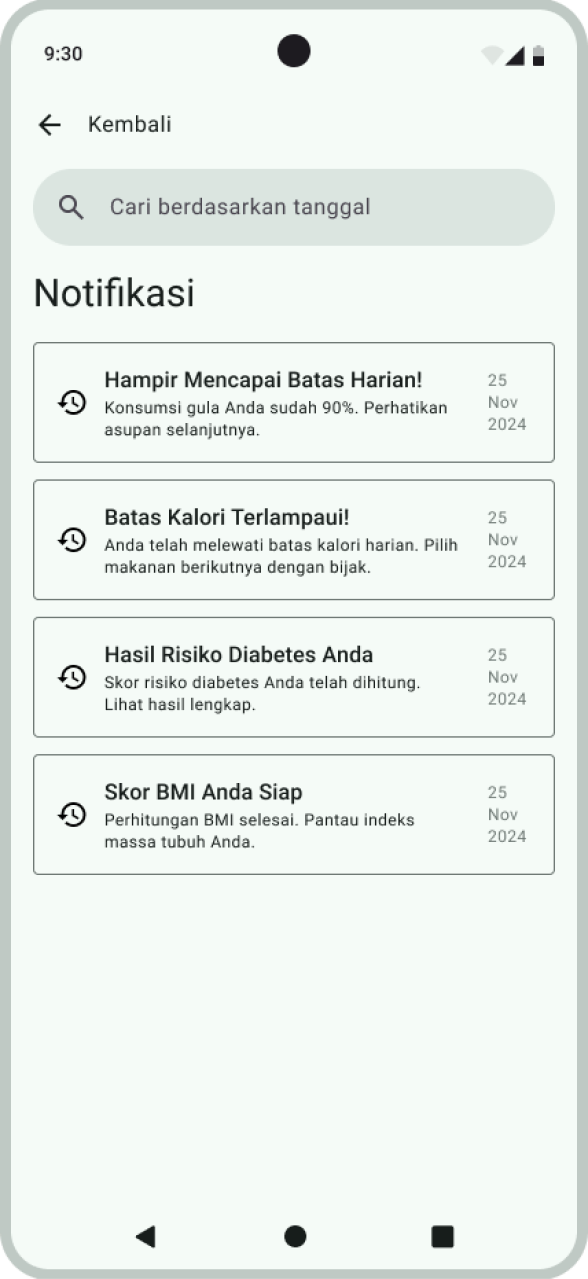 9:30
Kembali
Cari berdasarkan tanggal
Notifikasi
Hampir Mencapai Batas Harian!
Konsumsi gula Anda sudah 90%. Perhatikan
asupan selanjutnya.
25
Nov
2024
Batas Kalori Terlampaui!
Anda telah melewati batas kalori harian. Pilih
makanan berikutnya dengan bijak.
25
Nov
2024
Hasil Risiko Diabetes Anda
Skor risiko diabetes Anda telah dihitung.
Lihat hasil lengkap.
25
Nov
2024
Skor BMI Anda Siap
Perhitungan BMI selesai. Pantau indeks
massa tubuh Anda.
25
Nov
2024